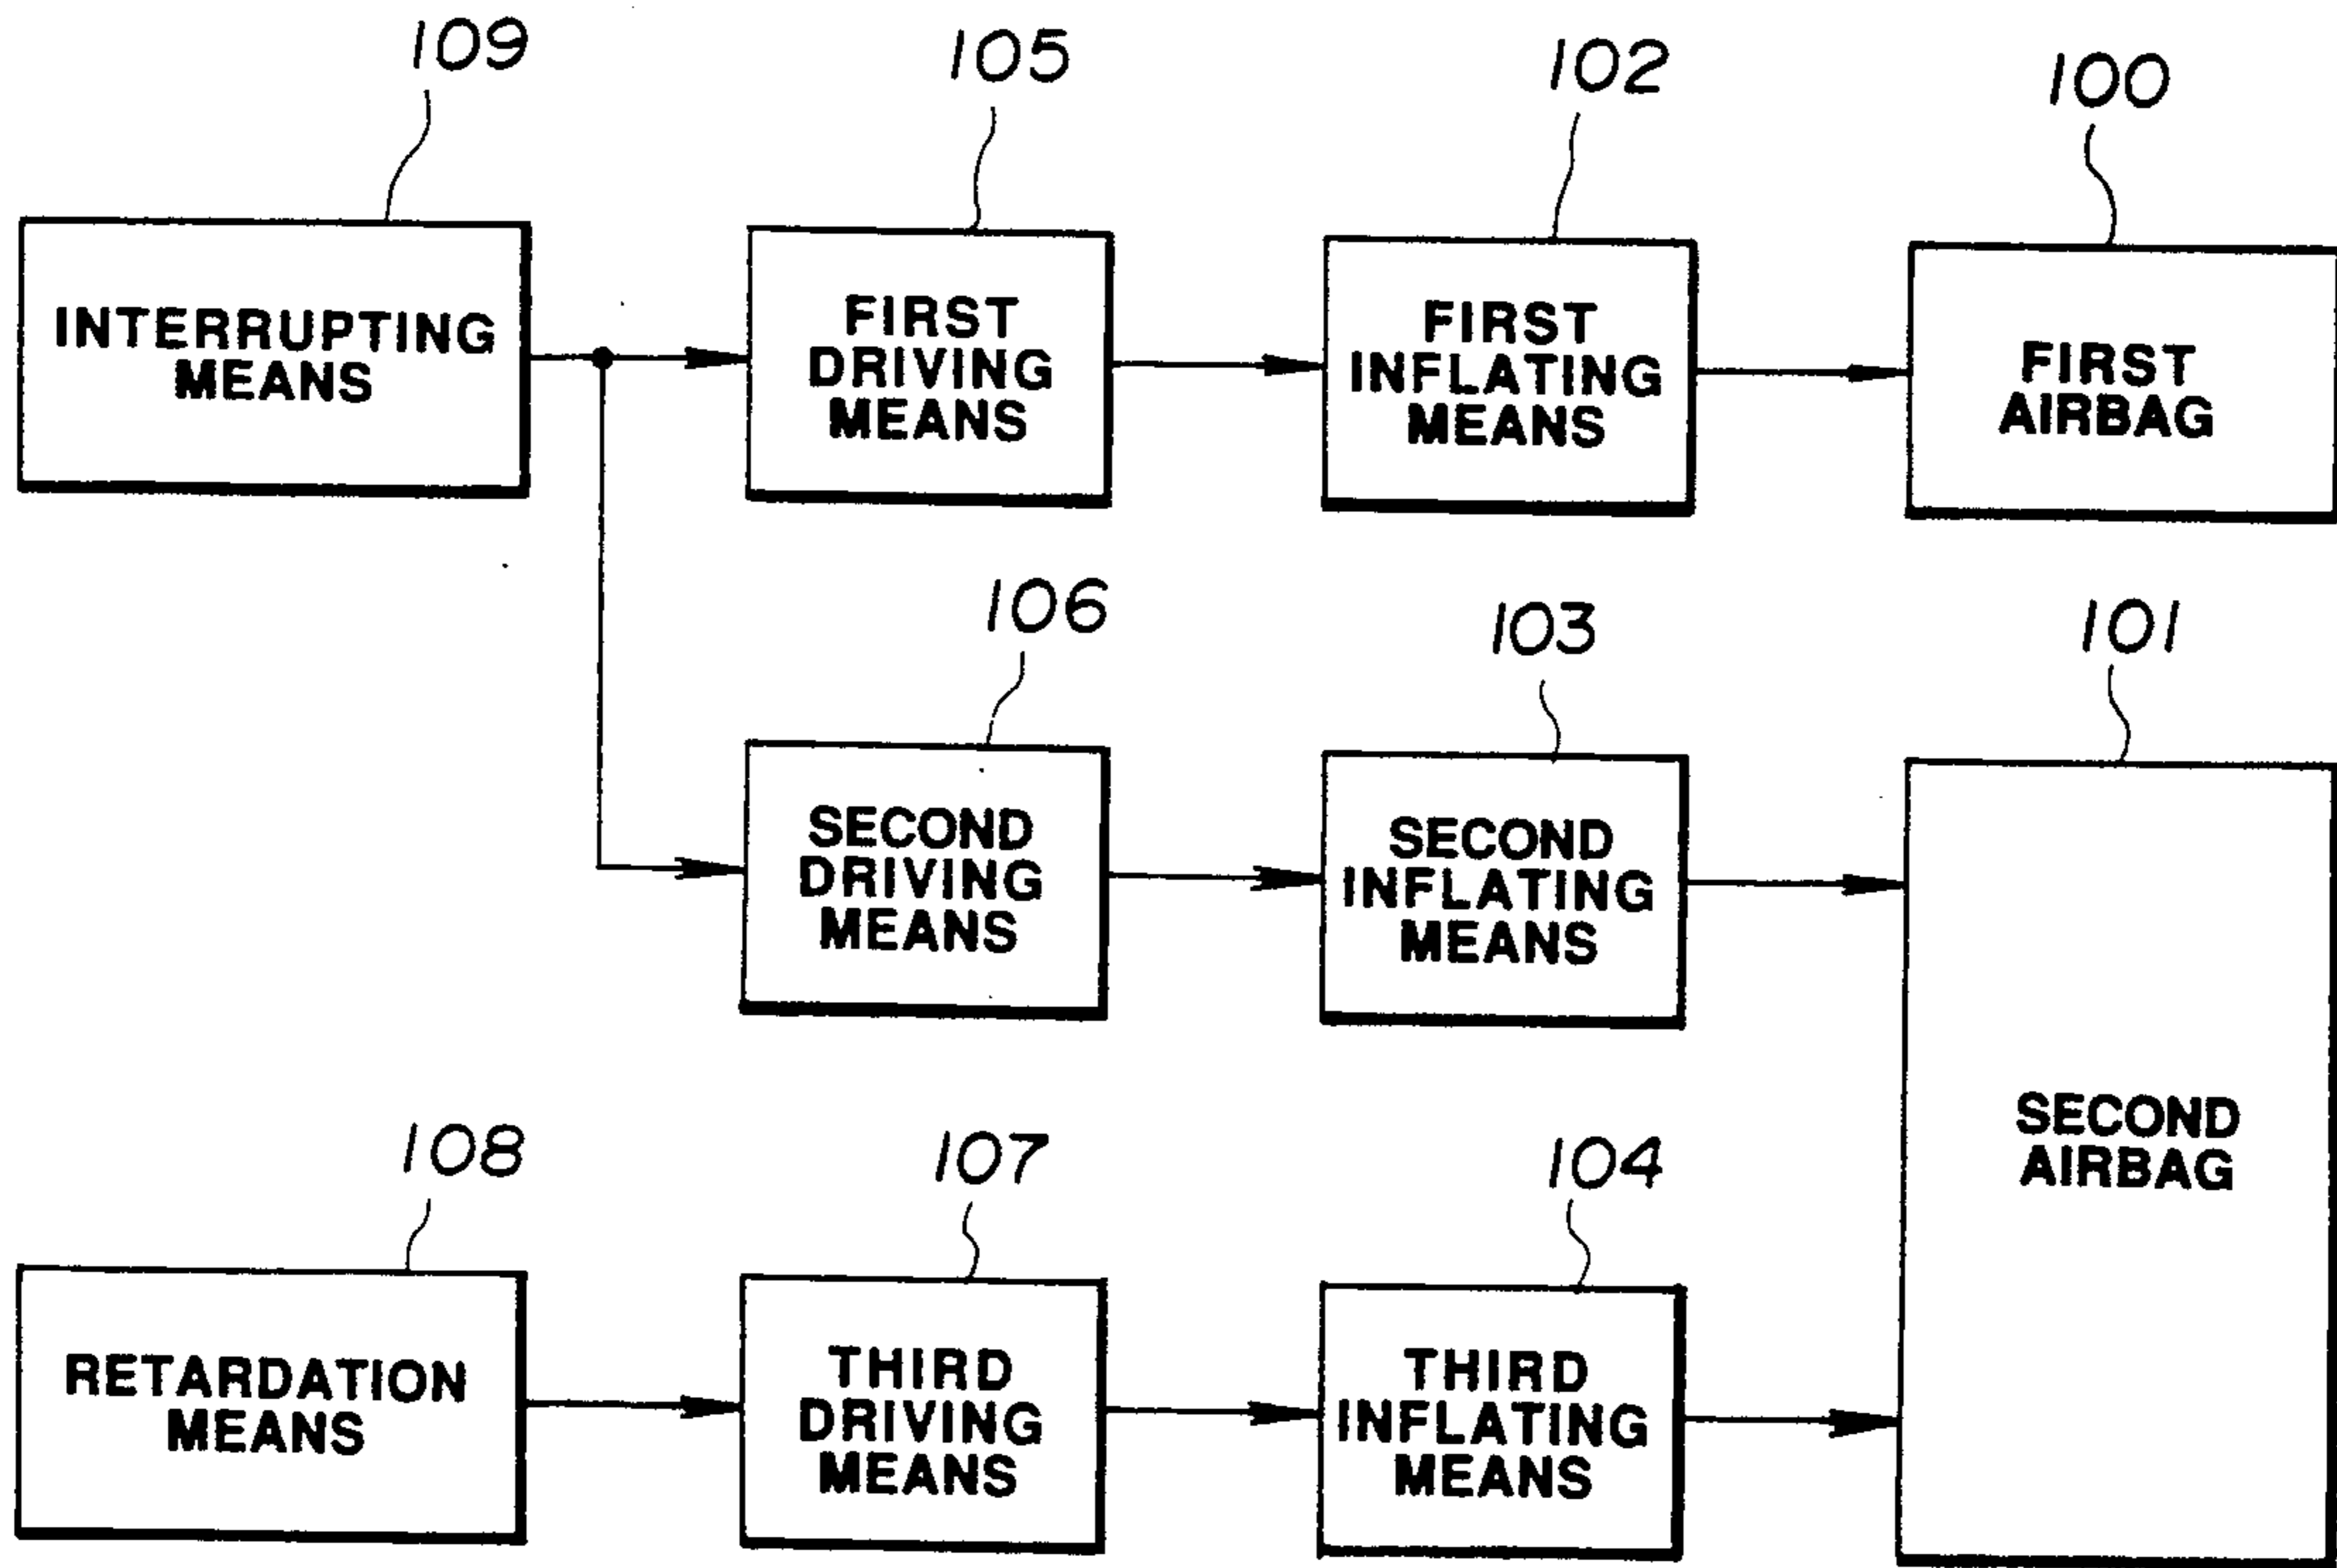 109
105
102
100
INTERRUPTING
MEANS
FIRST
DRIVING
MEANS
FIRST
INFLATING
MEANS
FIRST
AIRBAG
106
103
101
SECOND
DRIVING
MEANS
SECOND
INFLATING
MEANS
SECOND
AIRBAG
108
107
104
RETARDATION
MEANS
THIRD
DRIVING
MEANS
THIRD
INFLATING
MEANS